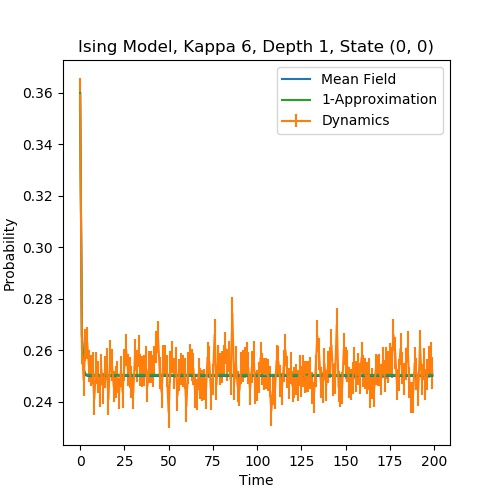 Ising Model, Kappa 6, Depth 1, State (0, 0)
Mean Field
1-Approximation
Dynamics
Probability
0.36
0.34
0.32
0.30
0.28
0.26
0.24
0 25 50 75 100 125 150 175 200
Time